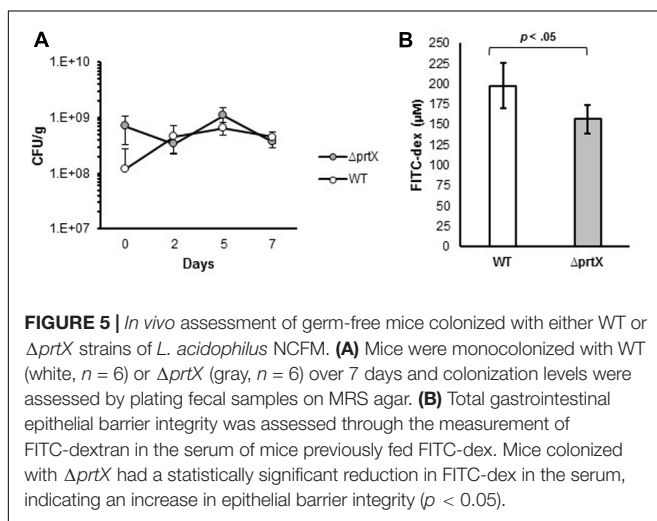 A
1.E+10
1.E+09
1.E+08
1.E+07
CFU/g
0 2 5 7
Days
ΔprtX
WT
B
p < .05
250
225
200
175
150
125
100
75
50
25
0
FITC-dex (µM)
WT ΔprtX
FIGURE 5 | In vivo assessment of germ-free mice colonized with either WT or
ΔprtX strains of L. acidophilus NCFM. (A) Mice were monocolonized with WT
(white, n = 6) or ΔprtX (gray, n = 6) over 7 days and colonization levels were
assessed by plating fecal samples on MRS agar. (B) Total gastrointestinal
epithelial barrier integrity was assessed through the measurement of
FITC-dextran in the serum of mice previously fed FITC-dex. Mice colonized
with ΔprtX had a statistically significant reduction in FITC-dex in the serum,
indicating an increase in epithelial barrier integrity (p < 0.05).